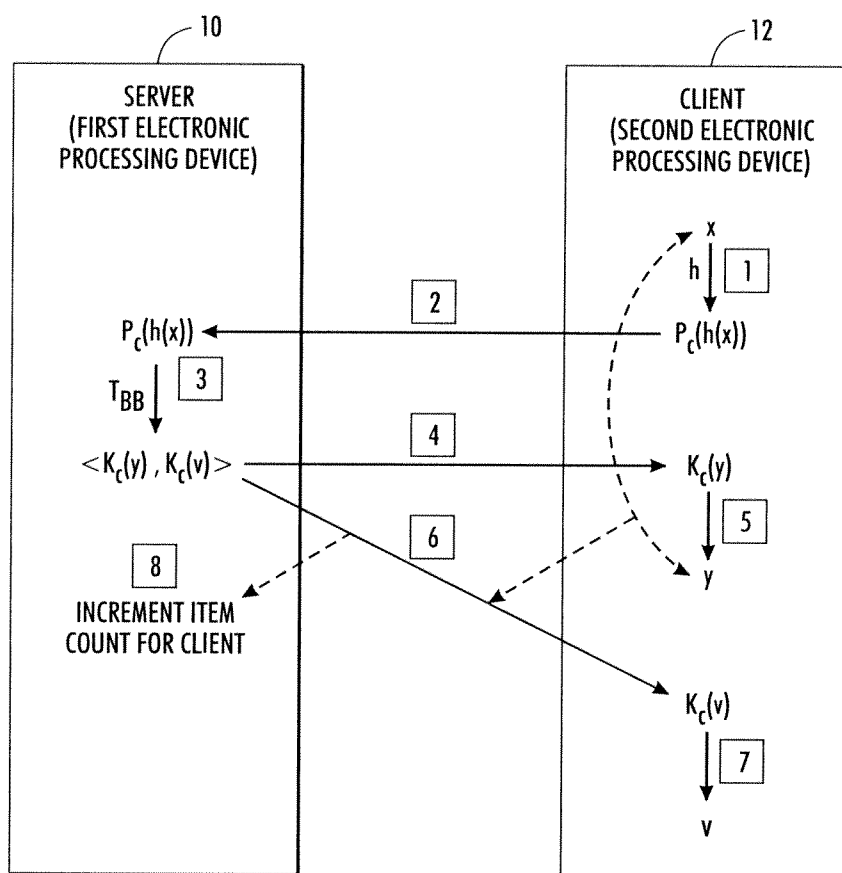 10
12
SERVER
(FIRST ELECTRONIC
PROCESSING DEVICE)
CLIENT
(SECOND ELECTRONIC
PROCESSING DEVICE)
x
h 1
2
P_c(h(x))
P_c(h(x))
T_BB 3
4
<K_c(y) , K_c(v)>
K_c(y)
5
6
y
8
INCREMENT ITEM
COUNT FOR CLIENT
K_c(v)
7
v